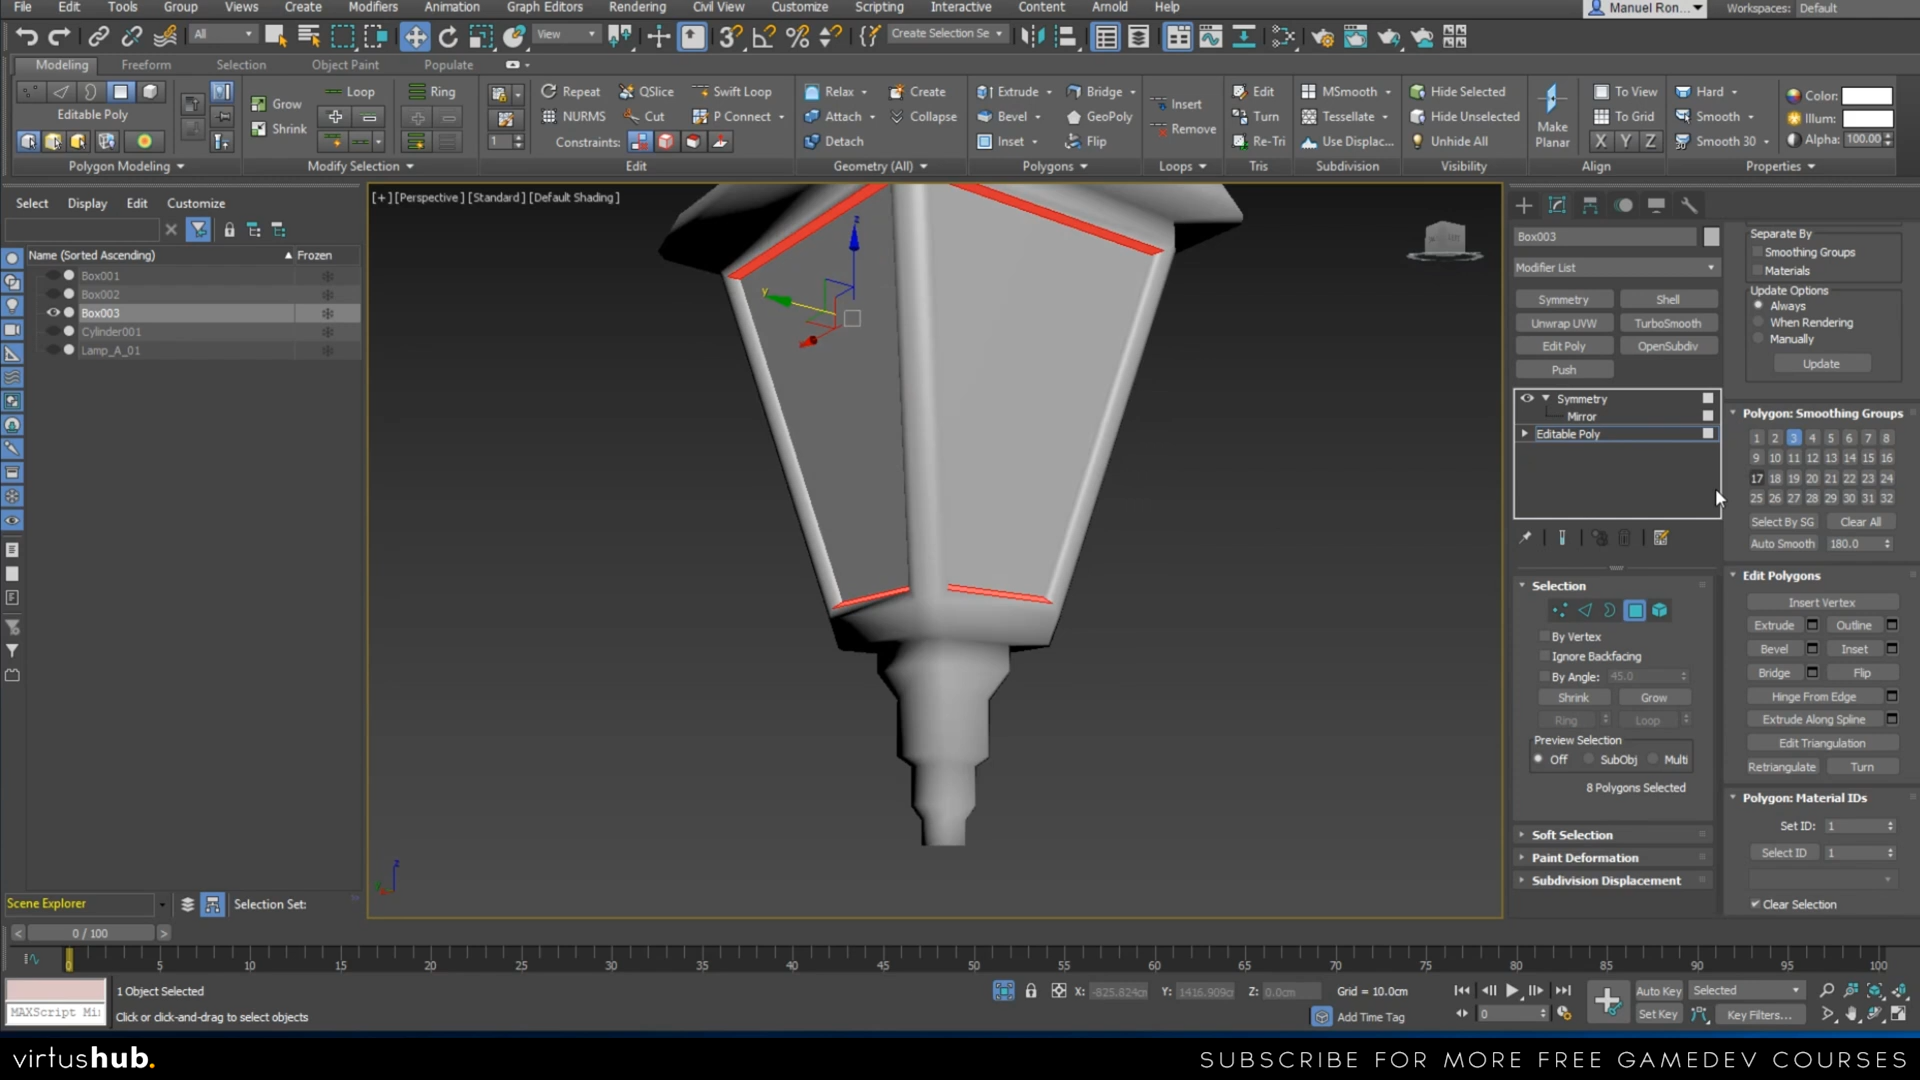 File Edit Tools Group Views Create Modifiers Animation Graph Editors Rendering Civil View Customize Scripting Interactive Content Arnold Help
Manuel Ron... Workspaces: Default
All View Create Selection Se
Modeling Freeform Selection Object Paint Populate
Grow Loop Ring Repeat QSlice Swift Loop Relax Create Extrude Bridge Insert Edit MSmooth Hide Selected To View Hard Color:
Editable Poly Shrink NURMS Cut P Connect Attach Collapse Bevel GeoPoly Remove Turn Tessellate Hide Unselected Make Planar To Grid Smooth Illum:
1 Constraints: Detach Inset Flip Re-Tri Use Displac... Unhide All X Y Z Smooth 30 Alpha: 100.00
Polygon Modeling Modify Selection Edit Geometry (All) Polygons Loops Tris Subdivision Visibility Align Properties
Select Display Edit Customize
[+] [Perspective] [Standard] [Default Shading]
Name (Sorted Ascending) Frozen
Box001
Box002
Box003
Cylinder001
Lamp_A_01
z
y
z
Box003
Modifier List
Symmetry Shell
Unwrap UVW TurboSmooth
Edit Poly OpenSubdiv
Push
Symmetry
Mirror
Editable Poly
Selection
By Vertex
Ignore Backfacing
By Angle: 45.0
Shrink Grow
Ring Loop
Preview Selection
Off SubObj Multi
8 Polygons Selected
Soft Selection
Paint Deformation
Subdivision Displacement
Separate By
Smoothing Groups
Materials
Update Options
Always
When Rendering
Manually
Update
Polygon: Smoothing Groups
1 2 3 4 5 6 7 8
9 10 11 12 13 14 15 16
17 18 19 20 21 22 23 24
25 26 27 28 29 30 31 32
Select By SG Clear All
Auto Smooth 180.0
Edit Polygons
Insert Vertex
Extrude Outline
Bevel Inset
Bridge Flip
Hinge From Edge
Extrude Along Spline
Edit Triangulation
Retriangulate Turn
Polygon: Material IDs
Set ID: 1
Select ID 1
Clear Selection
Scene Explorer Selection Set:
< 0 / 100 >
0 5 10 15 20 25 30 35 40 45 50 55 60 65 70 75 80 85 90 95 100
1 Object Selected X: -825.824cm Y: 1416.909c Z: 0.0cm Grid = 10.0cm Auto Key Selected
MAXScript Mi Click or click-and-drag to select objects Add Time Tag 0 Set Key Key Filters...
virtushub. SUBSCRIBE FOR MORE FREE GAMEDEV COURSES